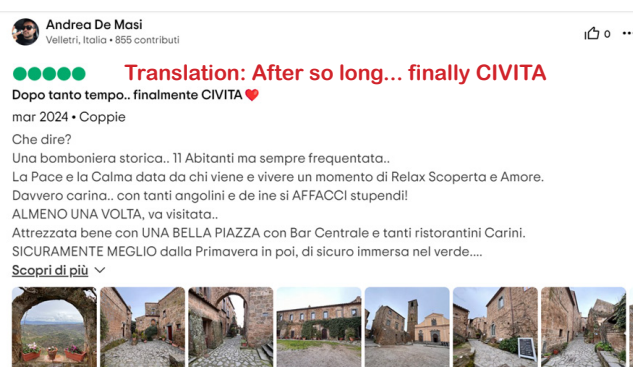 Andrea De Masi
Velletri, Italia • 855 contributi
0
Translation: After so long... finally CIVITA
Dopo tanto tempo.. finalmente CIVITA❤️
mar 2024 • Coppie
Che dire?
Una bomboniera storica.. 11 Abitanti ma sempre frequentata..
La Pace e la Calma data da chi viene e vivere un momento di Relax Scoperta e Amore.
Davvero carina.. con tanti angolini e de ine si AFFACCI stupendi!
ALMENO UNA VOLTA, va visitata..
Attrezzata bene con UNA BELLA PIAZZA con Bar Centrale e tanti ristorantini Carini.
SICURAMENTE MEGLIO dalla Primavera in poi, di sicuro immersa nel verde....
Scopri di più